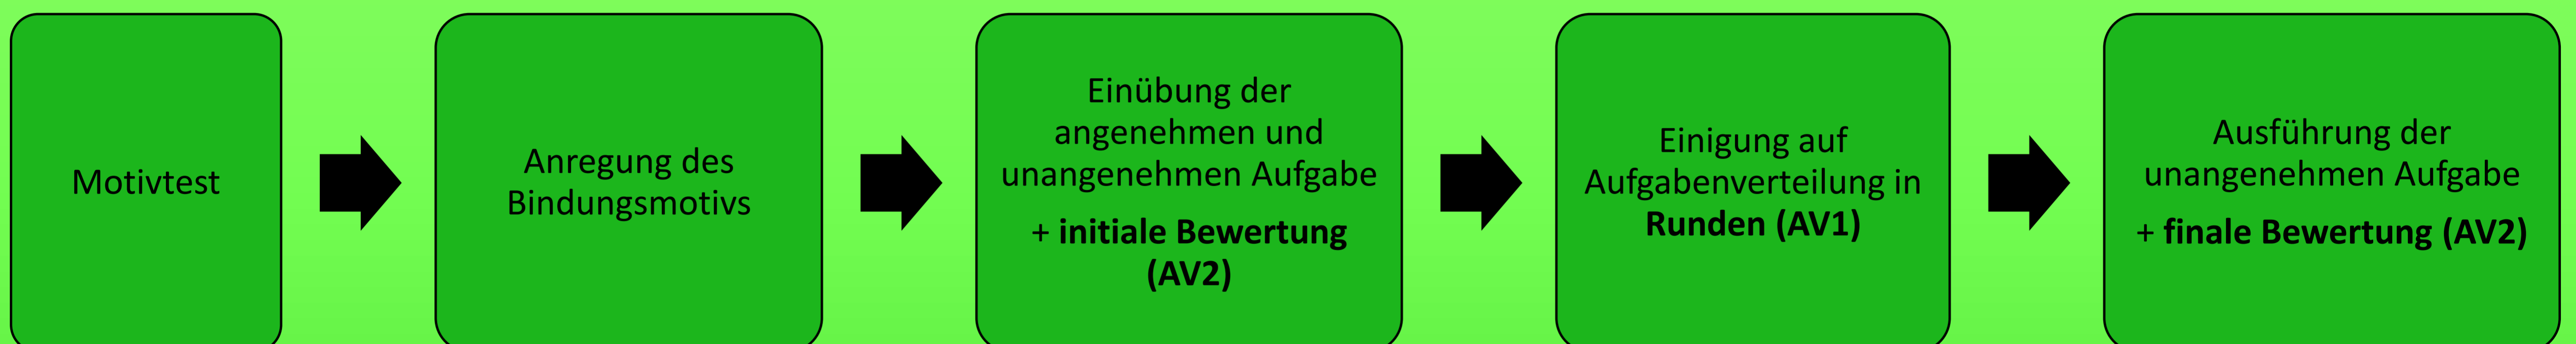 Motivtest
Anregung des
Bindungsmotivs
Einübung der
angenehmen und
unangenehmen Aufgabe
+ initiale Bewertung
(AV2)
Einigung auf
Aufgabenverteilung in
Runden (AV1)
Ausführung der
unangenehmen Aufgabe
+ finale Bewertung (AV2)